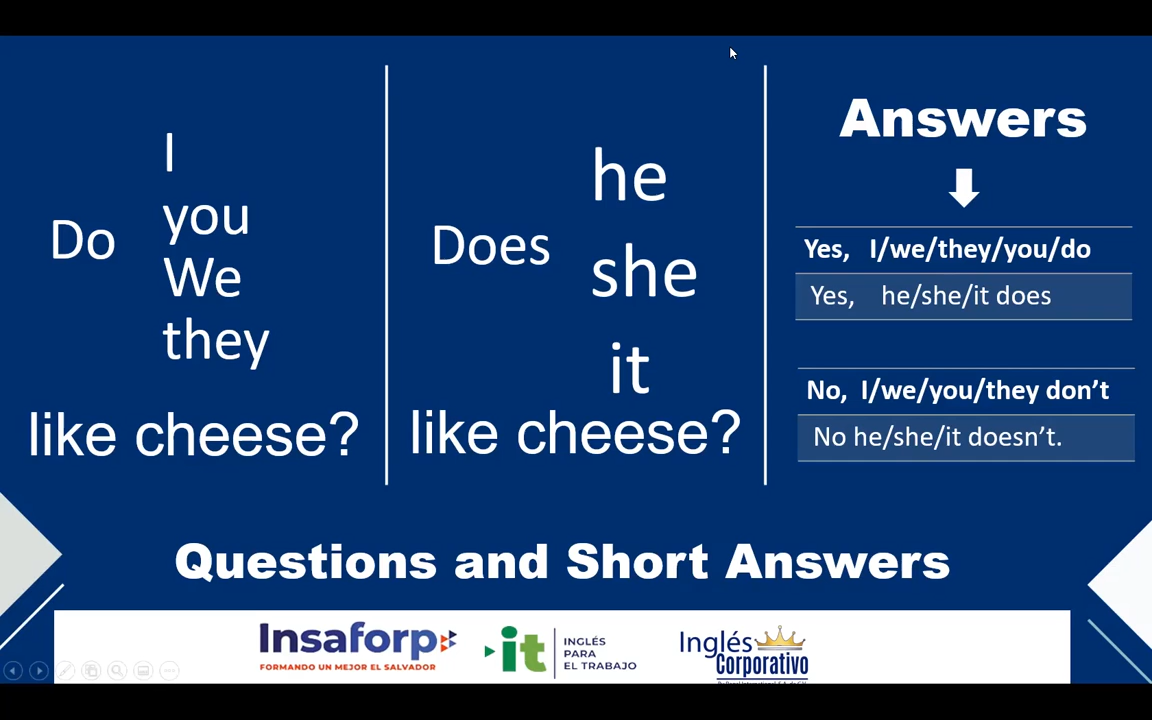 I
you
Do
We
they
like cheese?
he
Does
she
it
like cheese?
Answers
Yes, I/we/they/you/do
Yes, he/she/it does
No, I/we/you/they don't
No he/she/it doesn't.
Questions and Short Answers
Insaforp
FORMANDO UN MEJOR EL SALVADOR
it
INGLÉS
PARA
EL TRABAJO
Inglés
Corporativo